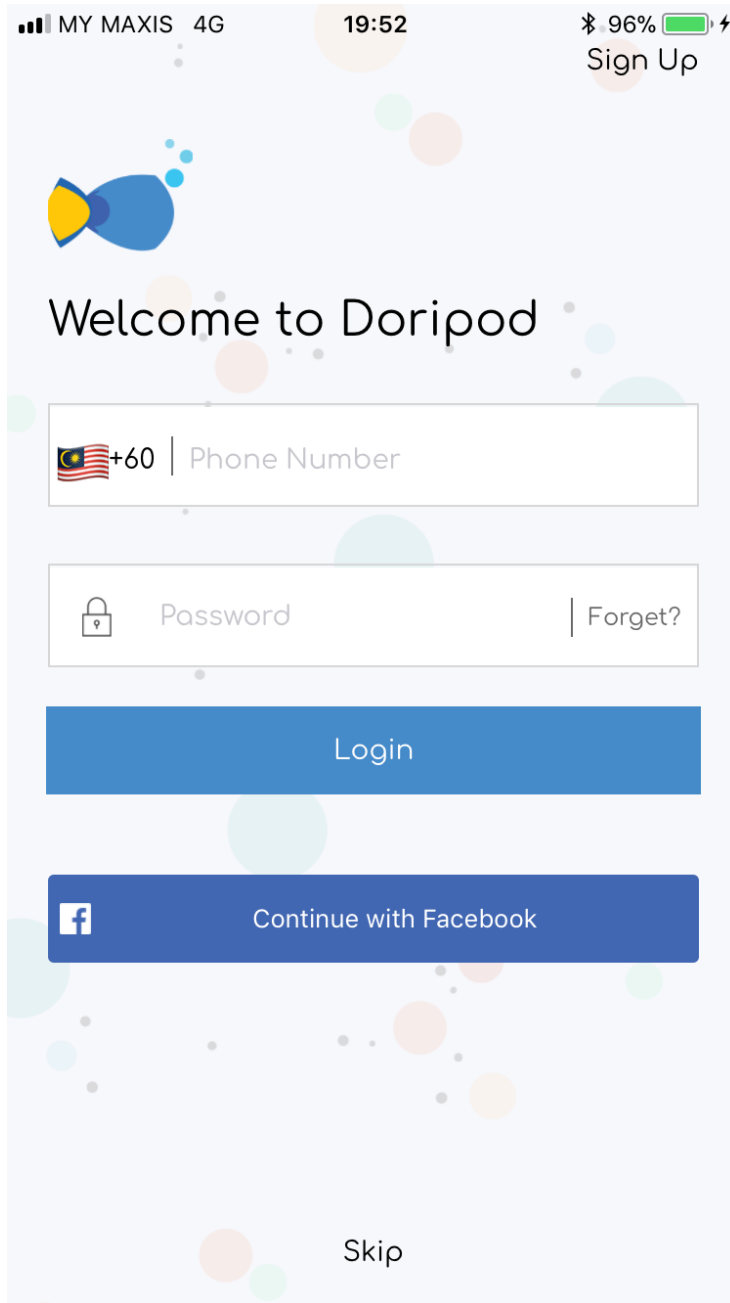 MY MAXIS 4G 19:52 96%
Sign Up
Welcome to Doripod
+60 Phone Number
Password Forget?
Login
f Continue with Facebook
Skip